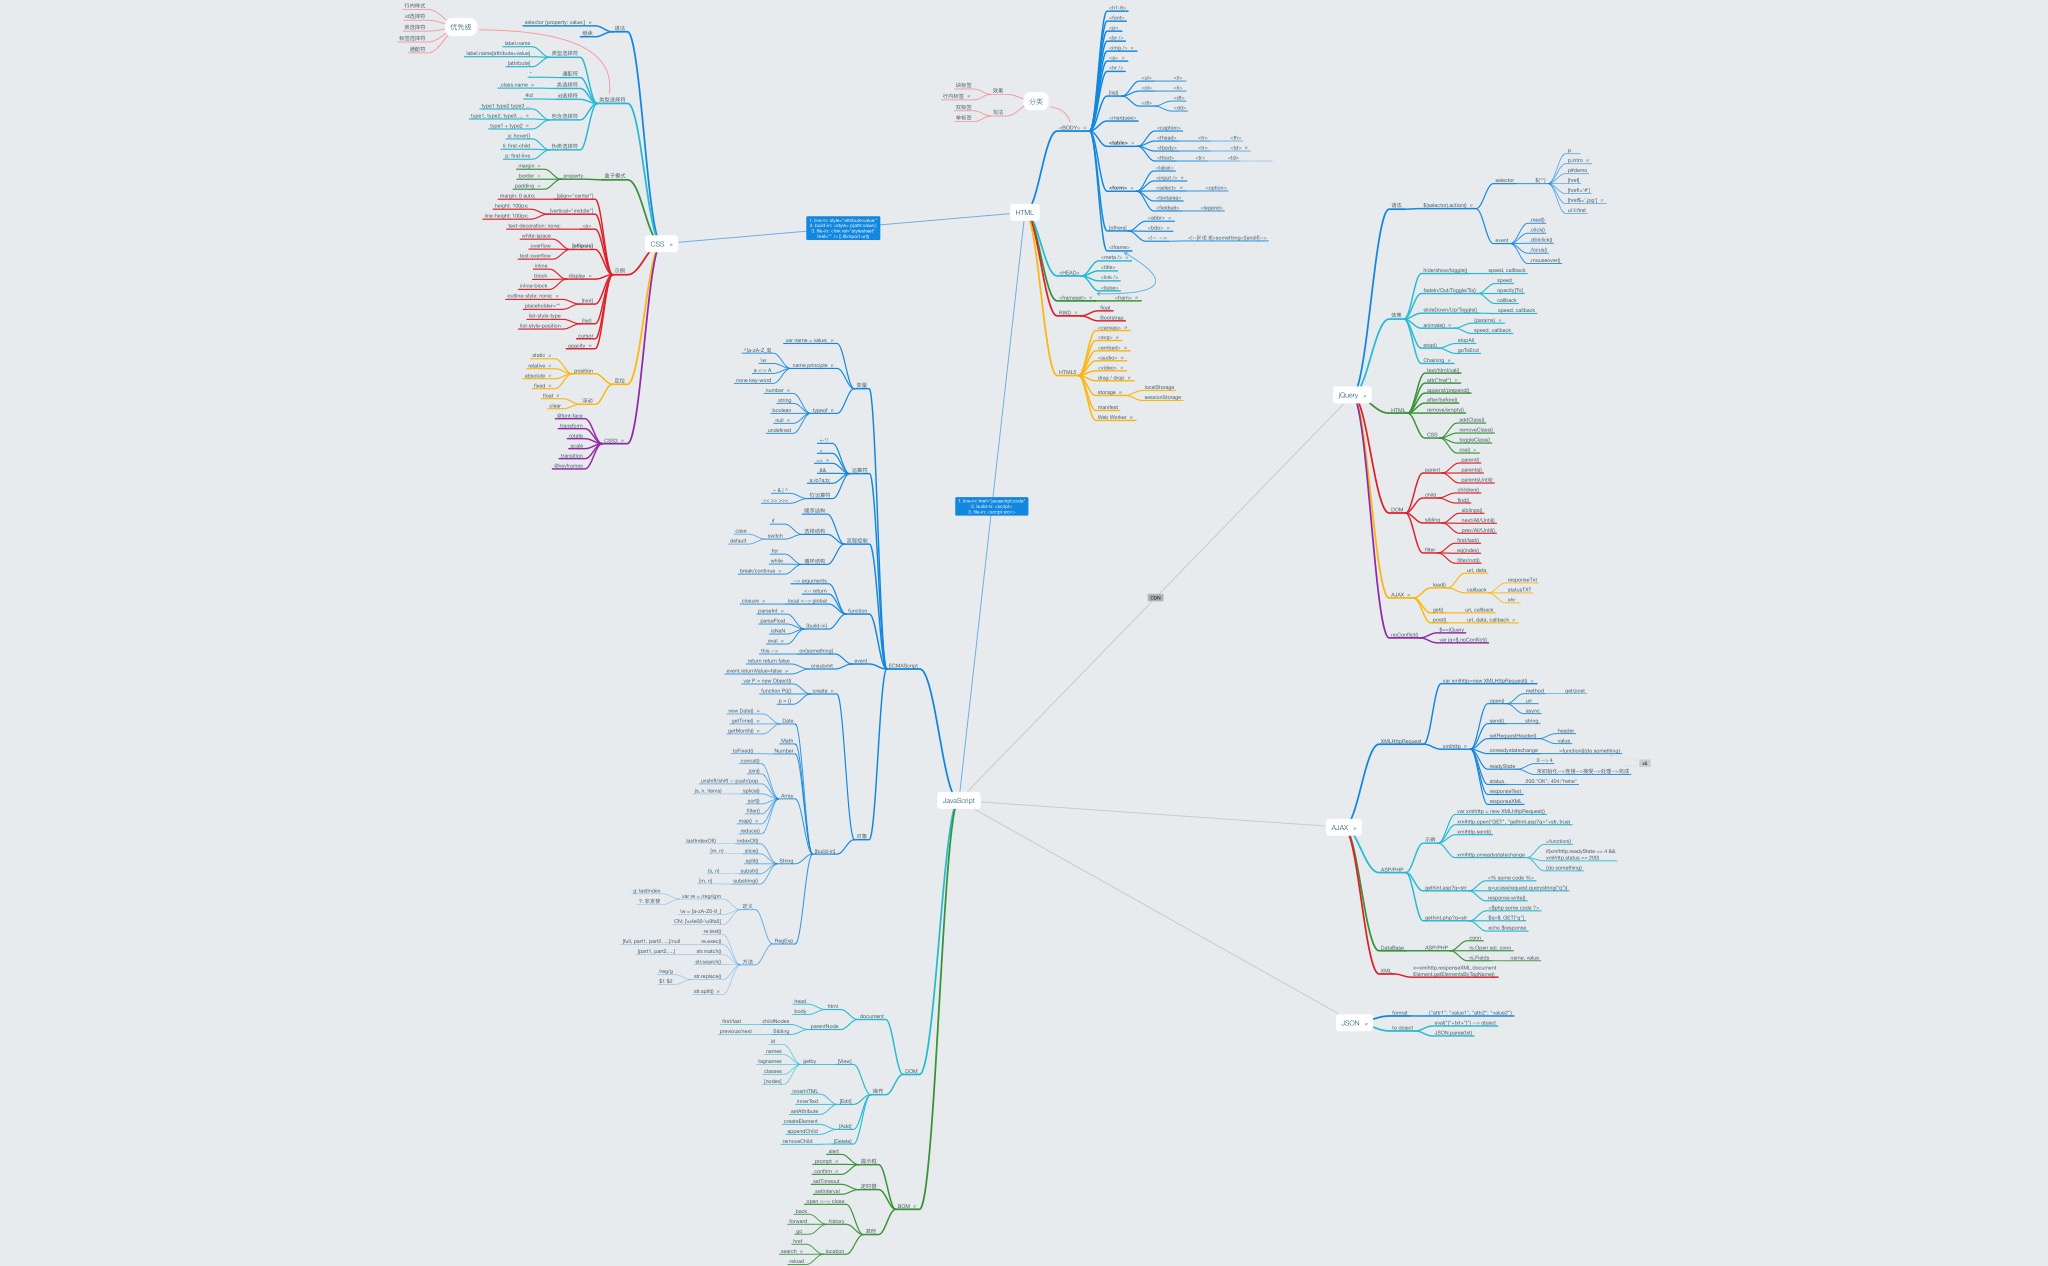 优先级
行内样式
id选择符
类选择符
标签选择符
通配符
CSS
语法
selector {property: value;}
继承
类型选择符
类型选择符
label.name
label.name[attribute=value]
[attribute]
通配符
*
类选择符
.class.name
id选择符
#id
包含选择符
type1 type2 type3 ...
type1, type2, type3 ...
type1 + type2
伪类选择符
a: hover{}
li: first-child
p: first-line
盒子模式
property
margin
border
padding
示例
[align="center"]
margin: 0 auto;
[vertical="middle"]
height: 100px;
line-height: 100px;
<a>
text-decoration: none;
[ellipsis]
white-space
overflow
text-overflow
display
inline
block
inline-block
[hint]
outline-style: none;
placeholder=""
[list]
list-style-type
list-style-position
cursor
opacity
定位
position
static
relative
absolute
fixed
浮动
float
clear
CSS3
@font-face
transform
rotate
scale
transition
@keyframes
1. line-in: style="attribute:value;"
2. build-in: <style> p{attr:value;}
3. file-in: <link rel="stylesheet"
href="" /> || @import url()
HTML
分类
效果
块标签
行内标签
写法
双标签
单标签
<BODY>
<h1-6>
<font>
<p>
<br />
<img />
<a>
<hr />
[list]
<ul>
<li>
<ol>
<li>
<dl>
<dt>
<dd>
<marquee>
<table>
<caption>
<thead>
<tr>
<th>
<tbody>
<tr>
<td>
<tfoot>
<tr>
<td>
<form>
<label>
<input />
<select>
<option>
<textarea>
<fieldset>
<legend>
[others]
<abbr>
<bdo>
<!-- -->
<!--[if IE 8]>something<![endif]-->
<iframe>
<HEAD>
<meta />
<title>
<link />
<base>
<frameset>
<fram>
RWD
float
Bootstrap
HTML5
<canvas>
<svg>
<embed>
<audio>
<video>
drag / drop
storage
localStorage
sessionStorage
manifest
Web Worker
1. line-in: href="javascript:code"
2. build-in: <script>
3. file-in: <script src=>
JavaScript
ECMAScript
变量
var name = value;
name principle
^[a-zA-Z_$]
\w
a <-> A
none key-word
typeof
number
string
boolean
null
undefined
运算符
+-*/
=
==
&&
a>b?a:b;
位运算符
~ & | ^
<< >> >>>
流程控制
顺序结构
选择结构
if
switch
case
default
循环结构
for
while
break/continue
function
--> arguments
<-- return
local <--> global
closure
[build-in]
parseInt
parseFloat
isNaN
eval
event
on[something]
this -->
onsubmit
return return false
event.returnValue=false
对象
create
var P = new Object()
function P(){}
p = {}
[build-in]
Date
new Date()
getTime()
getMonth()
Math
Number
toFixed()
Array
concat()
join()
unshift/shift -- push/pop
splice()
(s, n, items)
sort()
filter()
map()
reduce()
String
indexOf()
lastIndexOf()
slice()
[m, n)
split()
substr()
(s, n)
substring()
[m, n)
RegExp
定义
var re = /reg/igm
g: lastIndex
\w = [a-zA-Z0-9_]
CN: [\u4e00-\u9fa5]
方法
re.test()
re.exec()
[full, part1, part2, ...]/null
str.match()
[part1, part2, ...]
str.search()
str.replace()
/reg/g
$1 $2
str.split()
DOM
document
html
head
body
parentNode
childNodes
first/last
Sibling
previous/next
操作
[View]
getby
id
names
tagnames
classes
[nodes]
[Edit]
innerHTML
innerText
setAttribute
[Add]
createElement
appendChild
[Delete]
removeChild
BOM
提示框
alert
prompt
confirm
定时器
setTimeout
setInterval
open <--> close
history
back
forward
go
location
href
search
reload
CDN
jQuery
语法
$(selector).action()
selector
$("")
p
p.intro
p#demo
[href]
[href='#']
[href$='.jpg']
ul li:first
event
.read()
.click()
.dblclick()
.focus()
.mouseover()
效果
hide/show/toggle()
speed, callback
fadeIn/Out/Toggle/To()
speed
opacity[To]
callback
slideDown/Up/Toggle()
speed, callback
animate()
{params}
speed, callback
stop()
stopAll
goToEnd
Chaining
HTML
text/html/val()
attr("href")
append/prepend()
after/before()
remove/empty()
CSS
addClass()
removeClass()
toggleClass()
css()
DOM
parent
parent()
parents()
parentsUntil()
child
children()
find()
sibling
siblings()
next/All/Until()
prev/All/Until()
filter
first/last()
eq(index)
filter/not()
AJAX
load()
url, data
callback
responseTxt
statusTXT
xhr
get()
url, callback
post()
url, data, callback
noConflict()
$==jQuery
var jq=$.noConflict()
AJAX
XMLHttpRequest
var xmlhttp=new XMLHttpRequest()
xmlhttp
open()
method
get/post
url
async
send()
string
setRequestHeader()
header
value
onreadystatechange
=function(){do something}
readyState
0 --> 4
未初始化-->连接-->接受-->处理-->完成
status
200:"OK", 404:"hehe"
responseText
responseXML
x5
ASP/PHP
示例
var xmlhttp = new XMLHttpRequest()
xmlhttp.open("GET", "gethint.asp?q="+str, true)
xmlhttp.send()
xmlhttp.onreadystatechange
=function()
if(xmlhttp.readyState == 4 &&
xmlhttp.status == 200)
{do something}
gethint.asp?q=str
<% some code %>
q=ucase(request.querystring("q"))
response.write()
gethint.php?q=str
<$php some code ?>
$q=$_GET["q"]
echo $response
DataBase
ASP/PHP
conn
rs.Open sql, conn
rs.Fields
name, value
XML
x=xmlhttp.responseXML.document
Element.getElementsByTagName()
JSON
format
{"attr1": "value1", "attr2": "value2"}
to object
eval("("+txt+")") --> object
JSON.parse(txt)